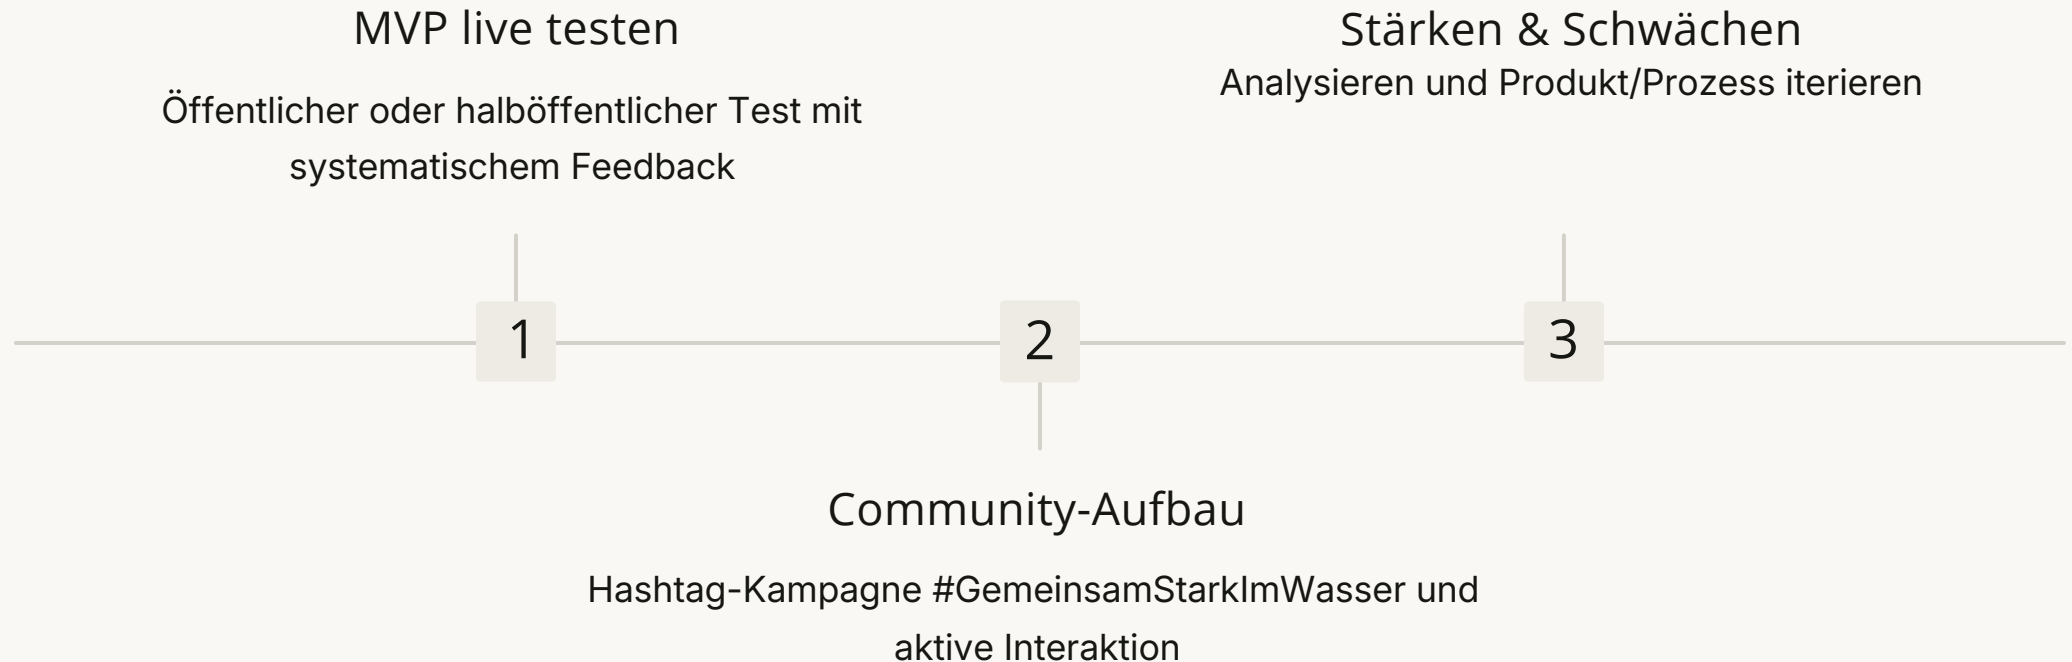 MVP live testen
Öffentlicher oder halböffentlicher Test mit
systematischem Feedback
Stärken & Schwächen
Analysieren und Produkt/Prozess iterieren
1
2
3
Community-Aufbau
Hashtag-Kampagne #GemeinsamStarkImWasser und
aktive Interaktion